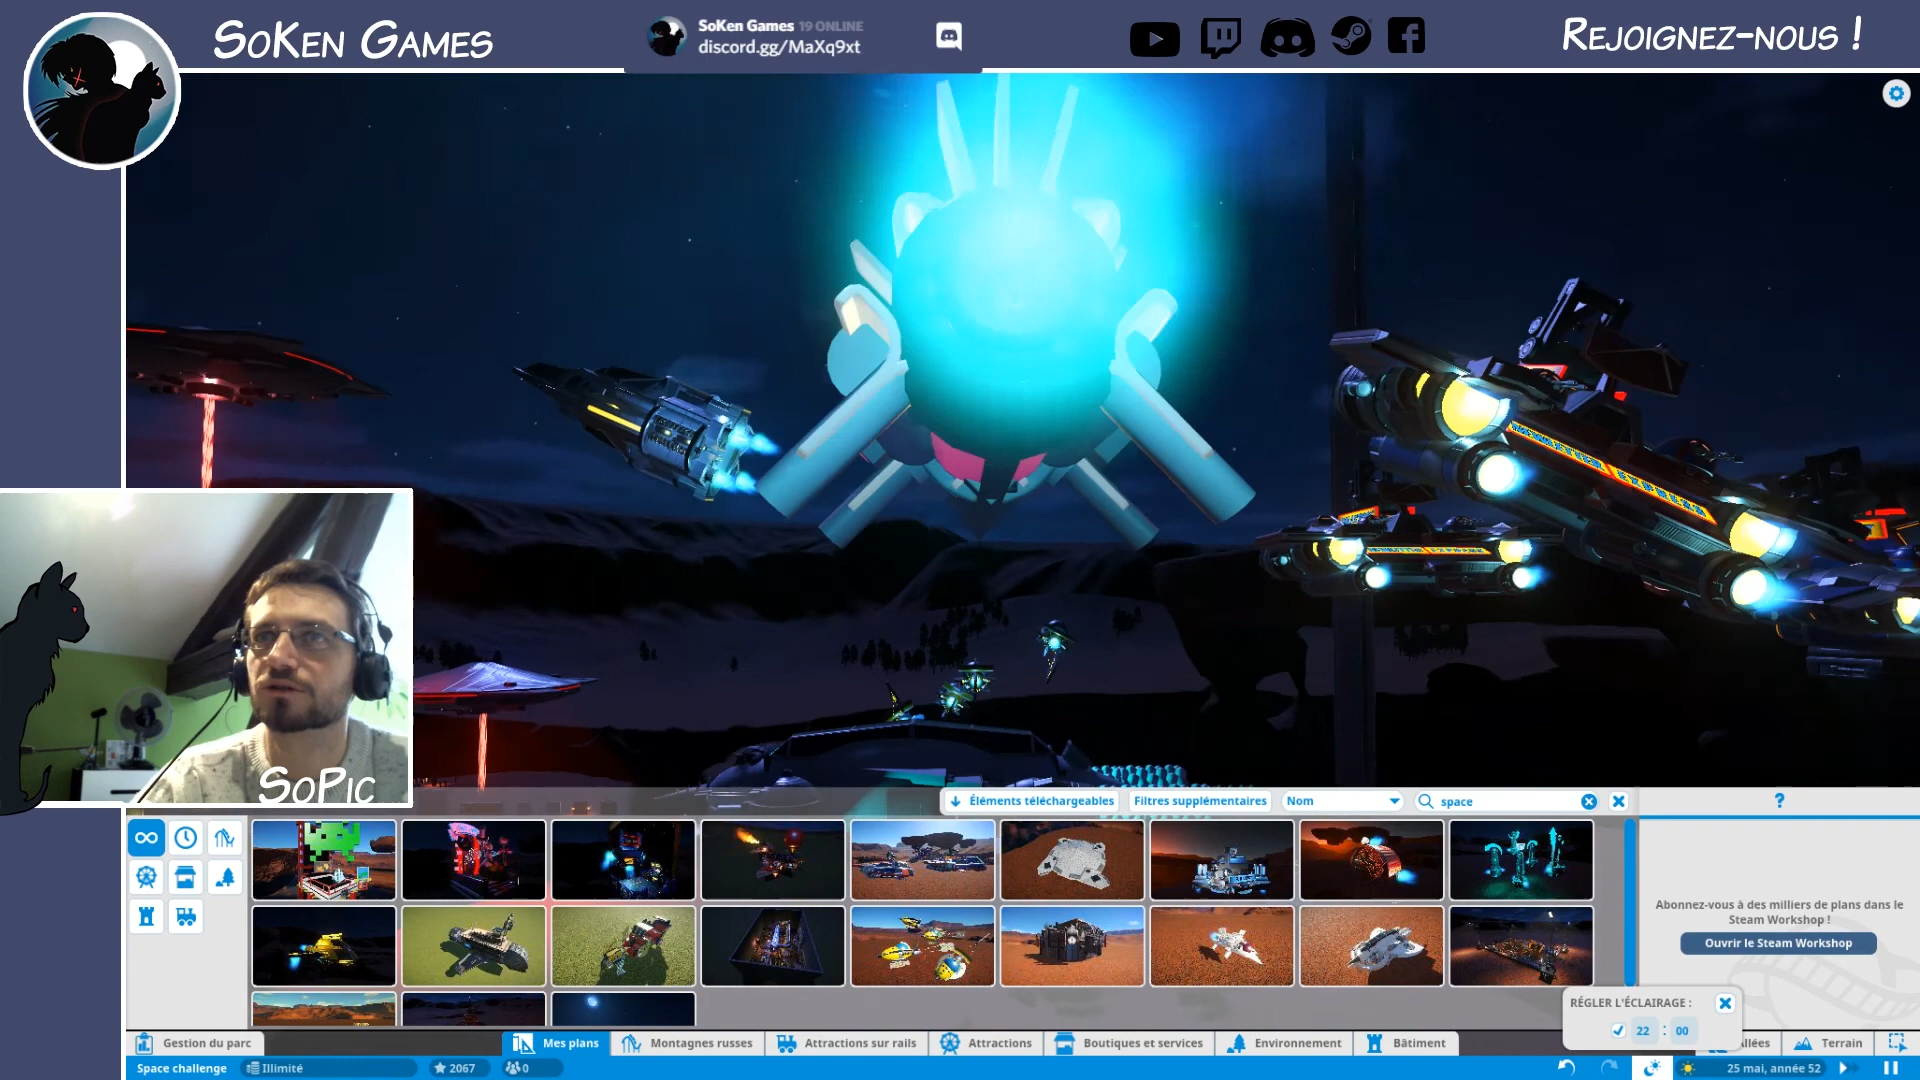 SoKen Games
SoKen Games 19 ONLINE
discord.gg/MaXq9xt
Rejoignez-nous !
SoPic
Éléments téléchargeables
Filtres supplémentaires
Nom
space
?
Abonnez-vous à des milliers de plans dans le
Steam Workshop !
Ouvrir le Steam Workshop
RÉGLER L'ÉCLAIRAGE :
22 : 00
Gestion du parc
Mes plans
Montagnes russes
Attractions sur rails
Attractions
Boutiques et services
Environnement
Bâtiment
Terrain
Space challenge
Illimité
2067
0
25 mai, année 52